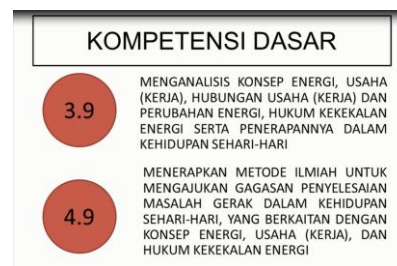 KOMPETENSI DASAR
3.9
MENGANALISIS KONSEP ENERGI, USAHA
(KERJA), HUBUNGAN USAHA (KERJA) DAN
PERUBAHAN ENERGI, HUKUM KEKEKALAN
ENERGI SERTA PENERAPANNYA DALAM
KEHIDUPAN SEHARI-HARI
4.9
MENERAPKAN METODE ILMIAH UNTUK
MENGAJUKAN GAGASAN PENYELESAIAN
MASALAH GERAK DALAM KEHIDUPAN
SEHARI-HARI, YANG BERKAITAN DENGAN
KONSEP ENERGI, USAHA (KERJA), DAN
HUKUM KEKEKALAN ENERGI